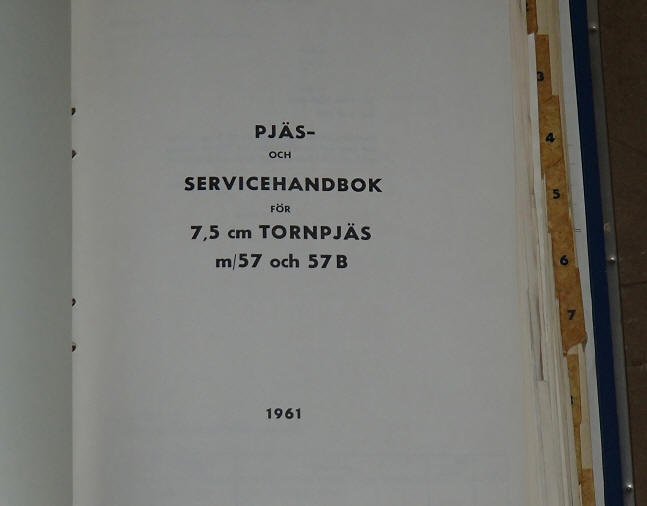 PJÄS-
OCH
SERVICEHANDBOK
FÖR
7,5 cm TORNPJÄS
m/57 och 57 B
1961
3
4
5
6
7